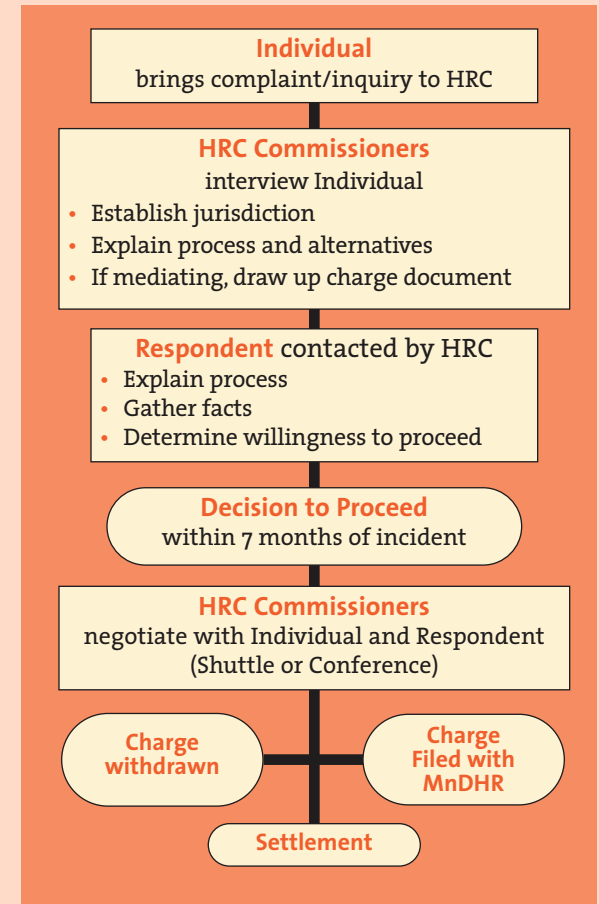 Individual
brings complaint/inquiry to HRC
HRC Commissioners
interview Individual
• Establish jurisdiction
• Explain process and alternatives
• If mediating, draw up charge document
Respondent contacted by HRC
• Explain process
• Gather facts
• Determine willingness to proceed
Decision to Proceed
within 7 months of incident
HRC Commissioners
negotiate with Individual and Respondent
(Shuttle or Conference)
Charge
withdrawn
Charge
Filed with
MnDHR
Settlement